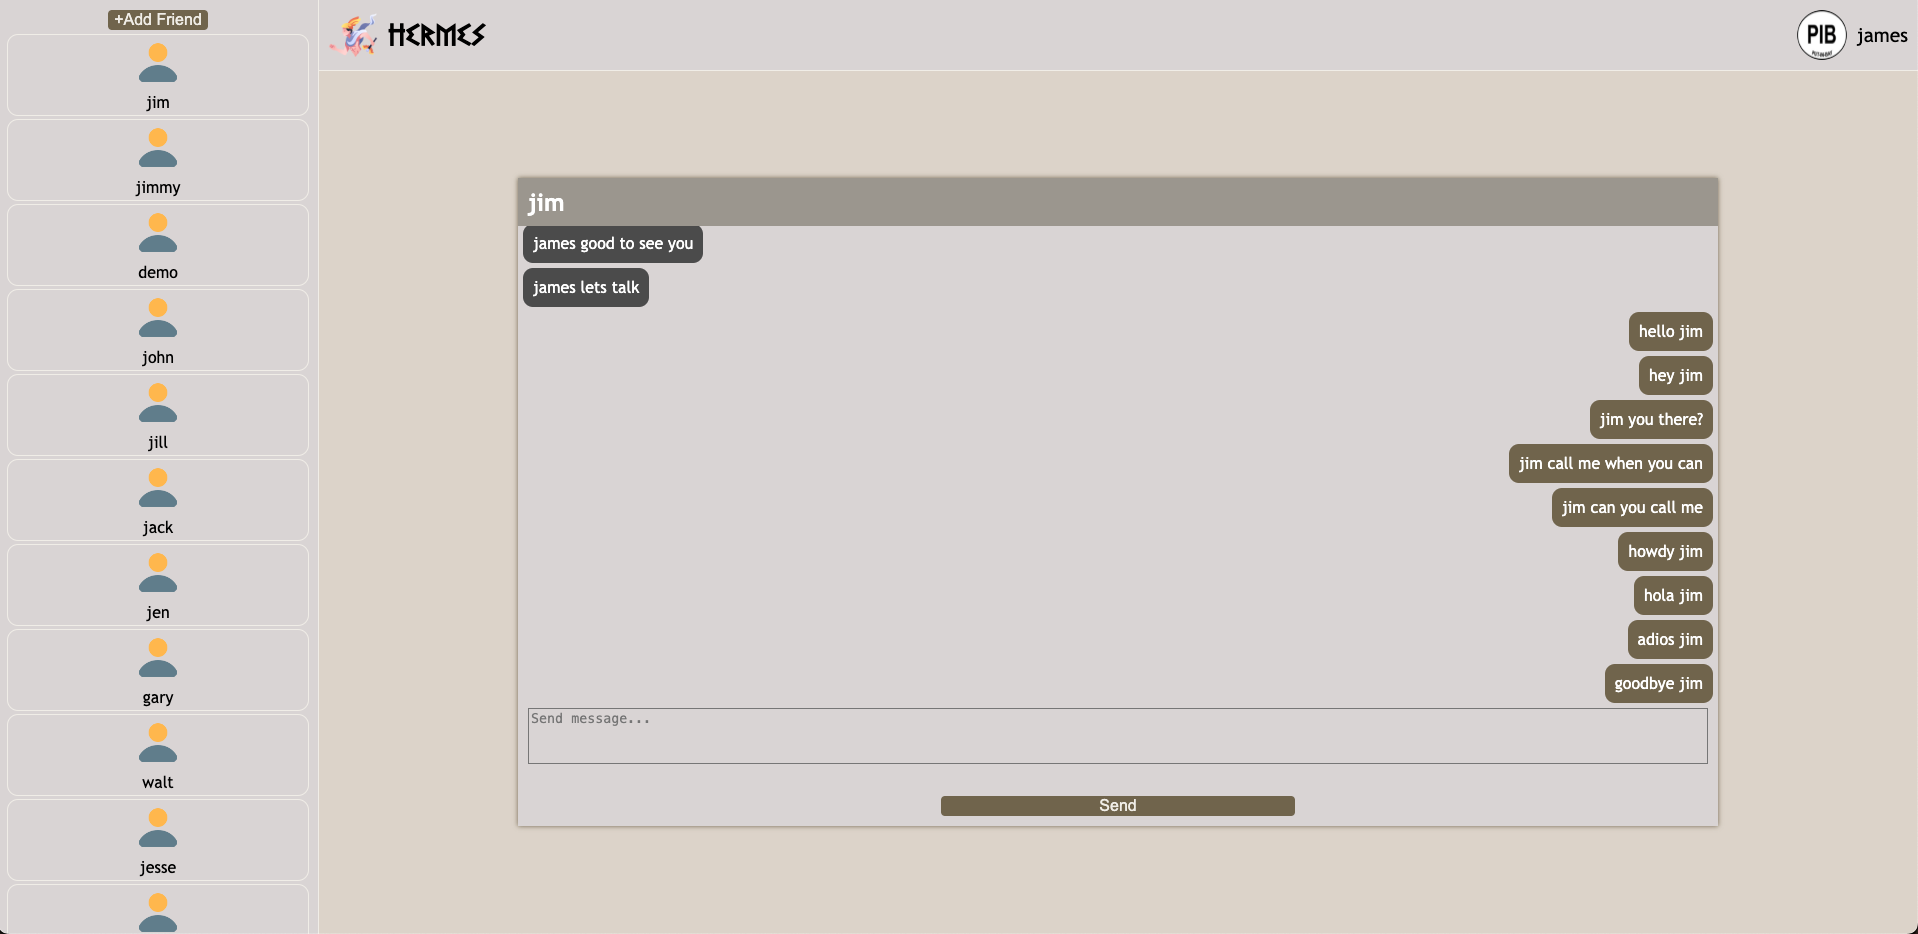 +Add Friend
jim
jimmy
demo
john
jill
jack
jen
gary
walt
jesse
HERMES
PIB
james
jim
james good to see you
james lets talk
hello jim
hey jim
jim you there?
jim call me when you can
jim can you call me
howdy jim
hola jim
adios jim
goodbye jim
Send message...
Send